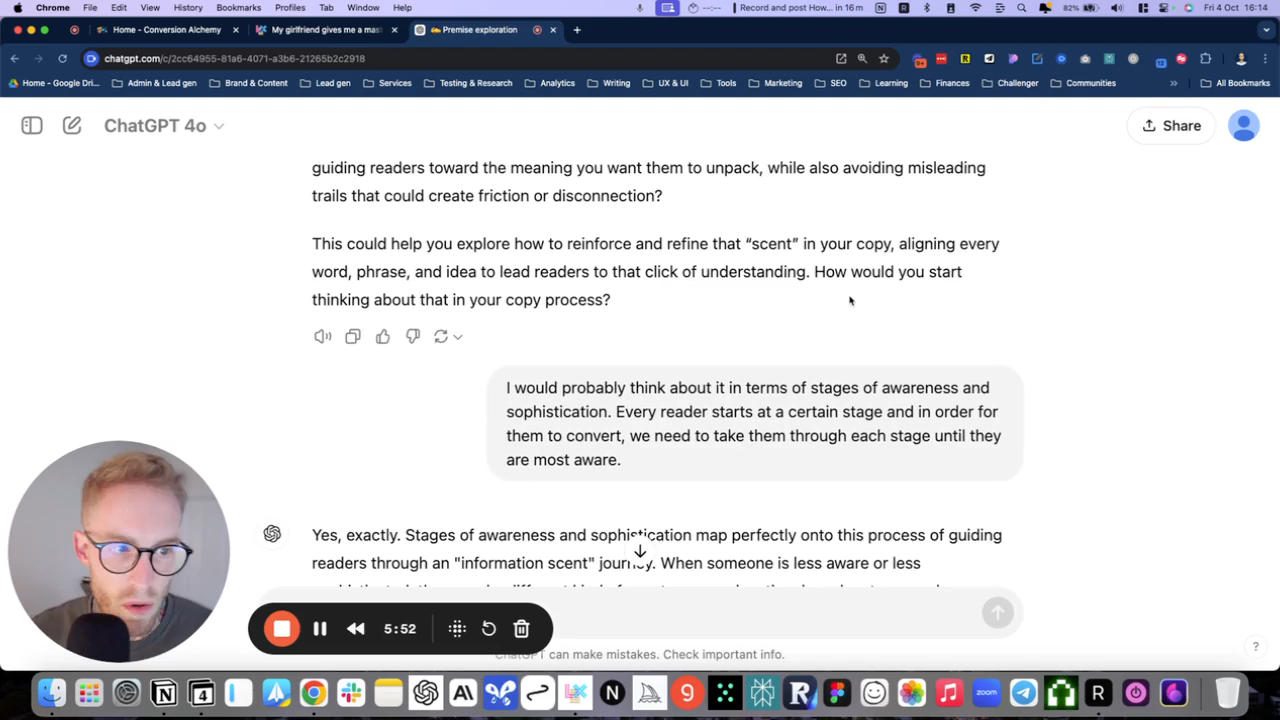 Chrome File Edit View History Bookmarks Profiles Tab Window Help Record and post How... in 16 m 82% Fri 4 Oct 16:14
Home - Conversion Alchemy My girlfriend gives me a mas Premise exploration
chatgpt.com/c/2cc64955-81a6-4071-a3b6-21265b2c2918
Home - Google Driv... Admin & Lead gen Brand & Content Lead gen Services Testing & Research Analytics Writing UX & UI Tools Marketing SEO Learning Finances Challenger Communities All Bookmarks
ChatGPT 4o
Share
guiding readers toward the meaning you want them to unpack, while also avoiding misleading
trails that could create friction or disconnection?
This could help you explore how to reinforce and refine that “scent” in your copy, aligning every
word, phrase, and idea to lead readers to that click of understanding. How would you start
thinking about that in your copy process?
I would probably think about it in terms of stages of awareness and
sophistication. Every reader starts at a certain stage and in order for
them to convert, we need to take them through each stage until they
are most aware.
Yes, exactly. Stages of awareness and sophistication map perfectly onto this process of guiding
readers through an "information scent" journey. When someone is less aware or less
5:52
ChatGPT can make mistakes. Check important info.
?
zoom